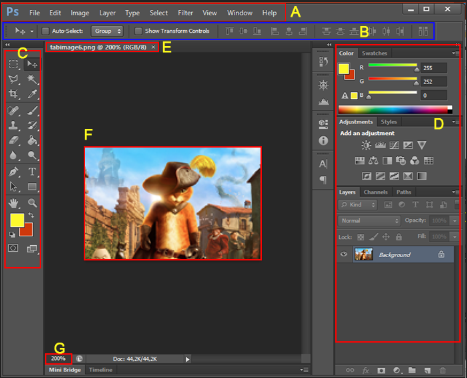 Ps File Edit Image Layer Type Select Filter View Window Help A
Auto-Select: Group Show Transform Controls B
C
tabimage6.png @ 200% (RGB/8) × E
Color Swatches
R 255
G 252
B 0
Adjustments Styles D
Add an adjustment
F
Layers Channels Paths
Kind
Normal Opacity: 200%
Lock: Fill:
Background
G
200% Doc: 44,2K/44,2K
Mini Bridge Timeline